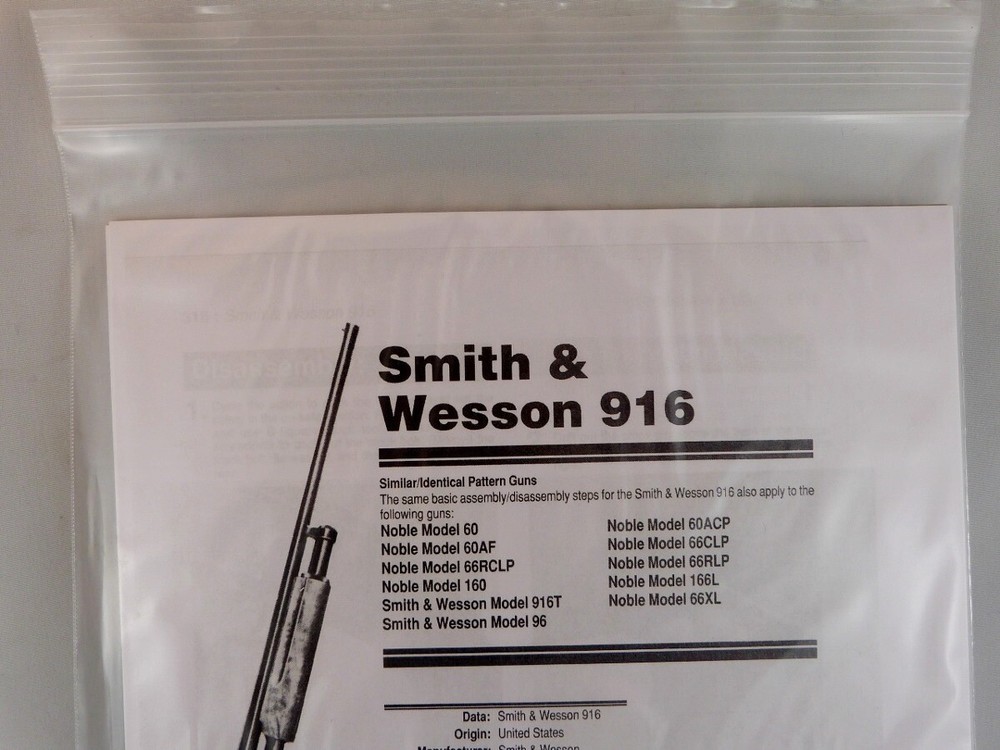 Smith &
Wesson 916
Similar/Identical Pattern Guns
The same basic assembly/disassembly steps for the Smith & Wesson 916 also apply to the
following guns:
Noble Model 60
Noble Model 60AF
Noble Model 66RCLP
Noble Model 160
Smith & Wesson Model 916T
Smith & Wesson Model 96
Noble Model 60ACP
Noble Model 66CLP
Noble Model 66RLP
Noble Model 166L
Noble Model 66XL
Data: Smith & Wesson 916
Origin: United States
Manufacturer: Smith & Wesson